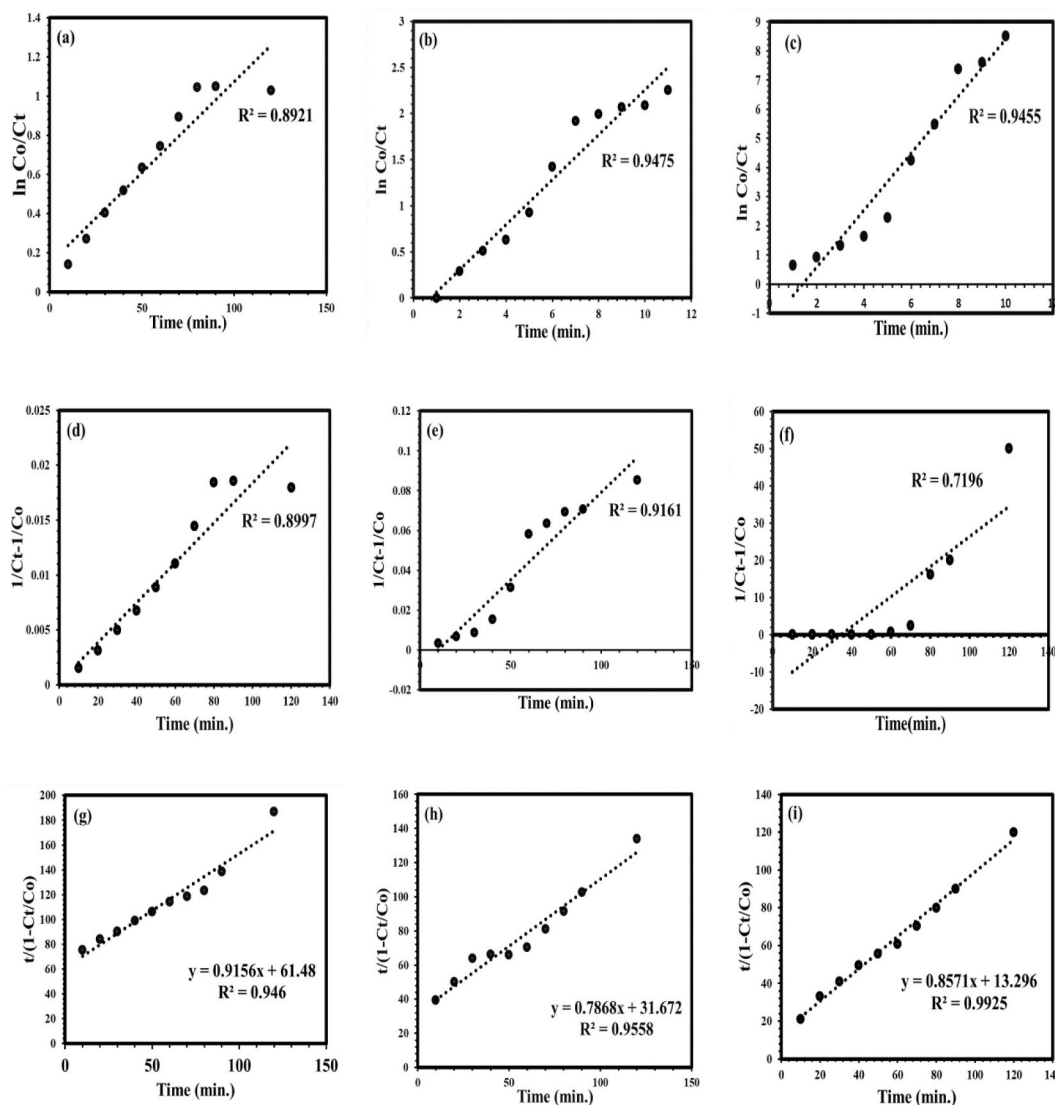 (a)
ln Co/Ct
1.4
1.2
1
0.8
0.6
0.4
0.2
0
R² = 0.8921
0 50 100 150
Time (min.)
(b)
ln Co/Ct
3
2.5
2
1.5
1
0.5
0
R² = 0.9475
0 2 4 6 8 10 12
Time (min.)
(c)
ln Co/Ct
9
8
7
6
5
4
3
2
1
0
-1
R² = 0.9455
0 2 4 6 8 10 12
Time (min.)
(d)
1/Ct-1/Co
0.025
0.02
0.015
0.01
0.005
0
R² = 0.8997
0 20 40 60 80 100 120 140
Time (min.)
(e)
1/Ct-1/Co
0.12
0.1
0.08
0.06
0.04
0.02
0
-0.02
R² = 0.9161
0 50 100 150
Time (min.)
(f)
1/Ct-1/Co
60
50
40
30
20
10
0
-10
-20
R² = 0.7196
0 20 40 60 80 100 120 140
Time(min.)
(g)
t/(1-Ct/Co)
200
180
160
140
120
100
80
60
40
20
0
y = 0.9156x + 61.48
R² = 0.946
0 50 100 150
Time (min.)
(h)
t/(1-Ct/Co)
160
140
120
100
80
60
40
20
0
y = 0.7868x + 31.672
R² = 0.9558
0 50 100 150
Time (min.)
(i)
t/(1-Ct/Co)
140
120
100
80
60
40
20
0
y = 0.8571x + 13.296
R² = 0.9925
0 20 40 60 80 100 120 140
Time (min.)